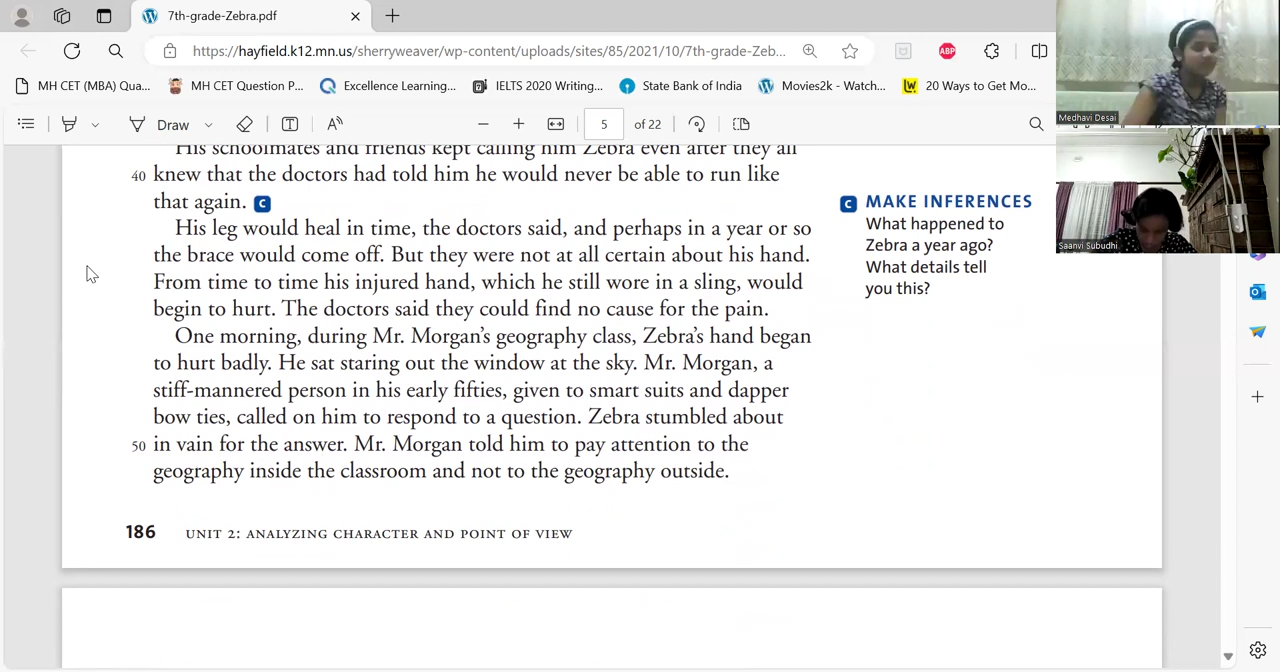 7th-grade-Zebra.pdf
https://hayfield.k12.mn.us/sherryweaver/wp-content/uploads/sites/85/2021/10/7th-grade-Zeb...
ABP
MH CET (MBA) Qua...
MH CET Question P...
Excellence Learning...
IELTS 2020 Writing...
State Bank of India
Movies2k - Watch...
20 Ways to Get Mo...
Draw
5 of 22
Medhavi Desai
Saanvi Subudhi
His schoolmates and friends kept calling him Zebra even after they all
40 knew that the doctors had told him he would never be able to run like
that again. C
His leg would heal in time, the doctors said, and perhaps in a year or so
the brace would come off. But they were not at all certain about his hand.
From time to time his injured hand, which he still wore in a sling, would
begin to hurt. The doctors said they could find no cause for the pain.
One morning, during Mr. Morgan's geography class, Zebra's hand began
to hurt badly. He sat staring out the window at the sky. Mr. Morgan, a
stiff-mannered person in his early fifties, given to smart suits and dapper
bow ties, called on him to respond to a question. Zebra stumbled about
50 in vain for the answer. Mr. Morgan told him to pay attention to the
geography inside the classroom and not to the geography outside.
C MAKE INFERENCES
What happened to
Zebra a year ago?
What details tell
you this?
186 UNIT 2: ANALYZING CHARACTER AND POINT OF VIEW